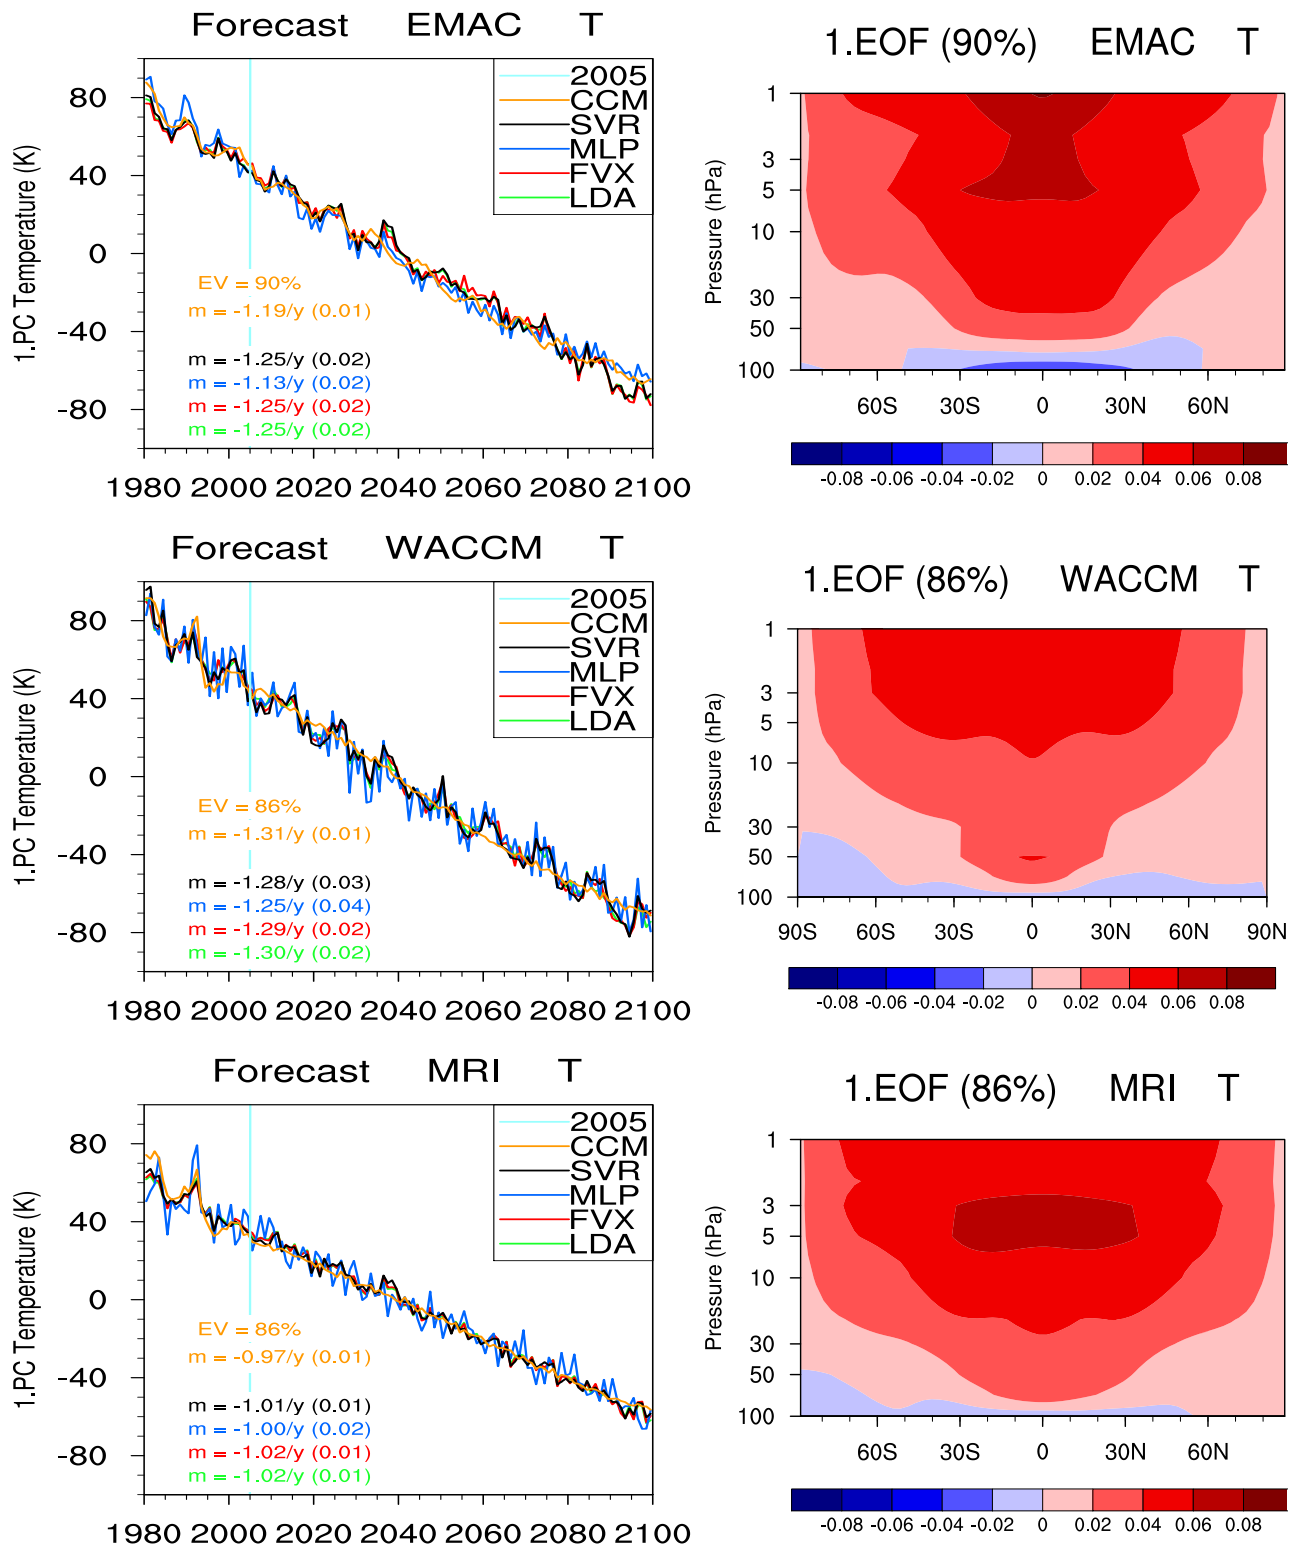 Forecast EMAC T
1.PC Temperature (K)
80
40
0
-40
-80
2005
CCM
SVR
MLP
FVX
LDA
EV = 90%
m = -1.19/y (0.01)
m = -1.25/y (0.02)
m = -1.13/y (0.02)
m = -1.25/y (0.02)
m = -1.25/y (0.02)
1980 2000 2020 2040 2060 2080 2100
1.EOF (90%) EMAC T
Pressure (hPa)
1
3
5
10
30
50
100
60S 30S 0 30N 60N
-0.08 -0.06 -0.04 -0.02 0 0.02 0.04 0.06 0.08
Forecast WACCM T
1.PC Temperature (K)
80
40
0
-40
-80
2005
CCM
SVR
MLP
FVX
LDA
EV = 86%
m = -1.31/y (0.01)
m = -1.28/y (0.03)
m = -1.25/y (0.04)
m = -1.29/y (0.02)
m = -1.30/y (0.02)
1980 2000 2020 2040 2060 2080 2100
1.EOF (86%) WACCM T
Pressure (hPa)
1
3
5
10
30
50
100
90S 60S 30S 0 30N 60N 90N
-0.08 -0.06 -0.04 -0.02 0 0.02 0.04 0.06 0.08
Forecast MRI T
1.PC Temperature (K)
80
40
0
-40
-80
2005
CCM
SVR
MLP
FVX
LDA
EV = 86%
m = -0.97/y (0.01)
m = -1.01/y (0.01)
m = -1.00/y (0.02)
m = -1.02/y (0.01)
m = -1.02/y (0.01)
1980 2000 2020 2040 2060 2080 2100
1.EOF (86%) MRI T
Pressure (hPa)
1
3
5
10
30
50
100
60S 30S 0 30N 60N
-0.08 -0.06 -0.04 -0.02 0 0.02 0.04 0.06 0.08